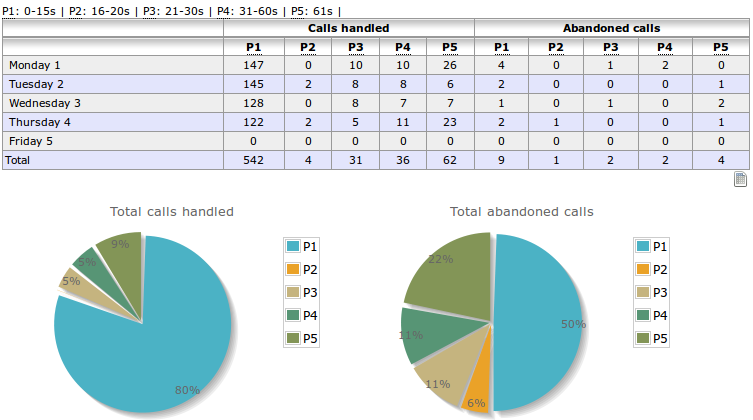 P1: 0-15s | P2: 16-20s | P3: 21-30s | P4: 31-60s | P5: 61s |
Calls handled Abandoned calls
P1 P2 P3 P4 P5 P1 P2 P3 P4 P5
Monday 1 147 0 10 10 26 4 0 1 2 0
Tuesday 2 145 2 8 8 6 2 0 0 0 1
Wednesday 3 128 0 8 7 7 1 0 1 0 2
Thursday 4 122 2 5 11 23 2 1 0 0 1
Friday 5 0 0 0 0 0 0 0 0 0 0
Total 542 4 31 36 62 9 1 2 2 4
Total calls handled
9%
5%
5%
80%
P1
P2
P3
P4
P5
Total abandoned calls
22%
50%
11%
11%
6%
P1
P2
P3
P4
P5